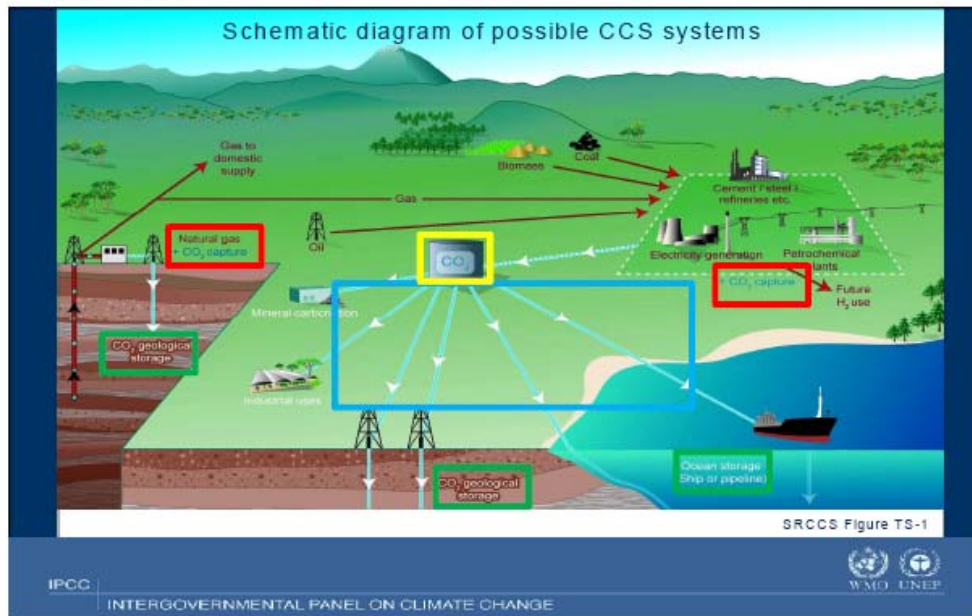 Schematic diagram of possible CCS systems
Gas to
domestic
supply
Biomass
Coal
Cement / steel /
refineries etc.
Gas
Oil
Natural gas
+ CO₂ capture
CO₂
Electricity generation
Petrochemical
plants
+ CO₂ capture
Future
H₂ use
Mineral carbonation
CO₂ geological
storage
Industrial uses
CO₂ geological
storage
Ocean storage
Ship or pipeline)
SRCCS Figure TS-1
IPCC
INTERGOVERNMENTAL PANEL ON CLIMATE CHANGE
WMO UNEP